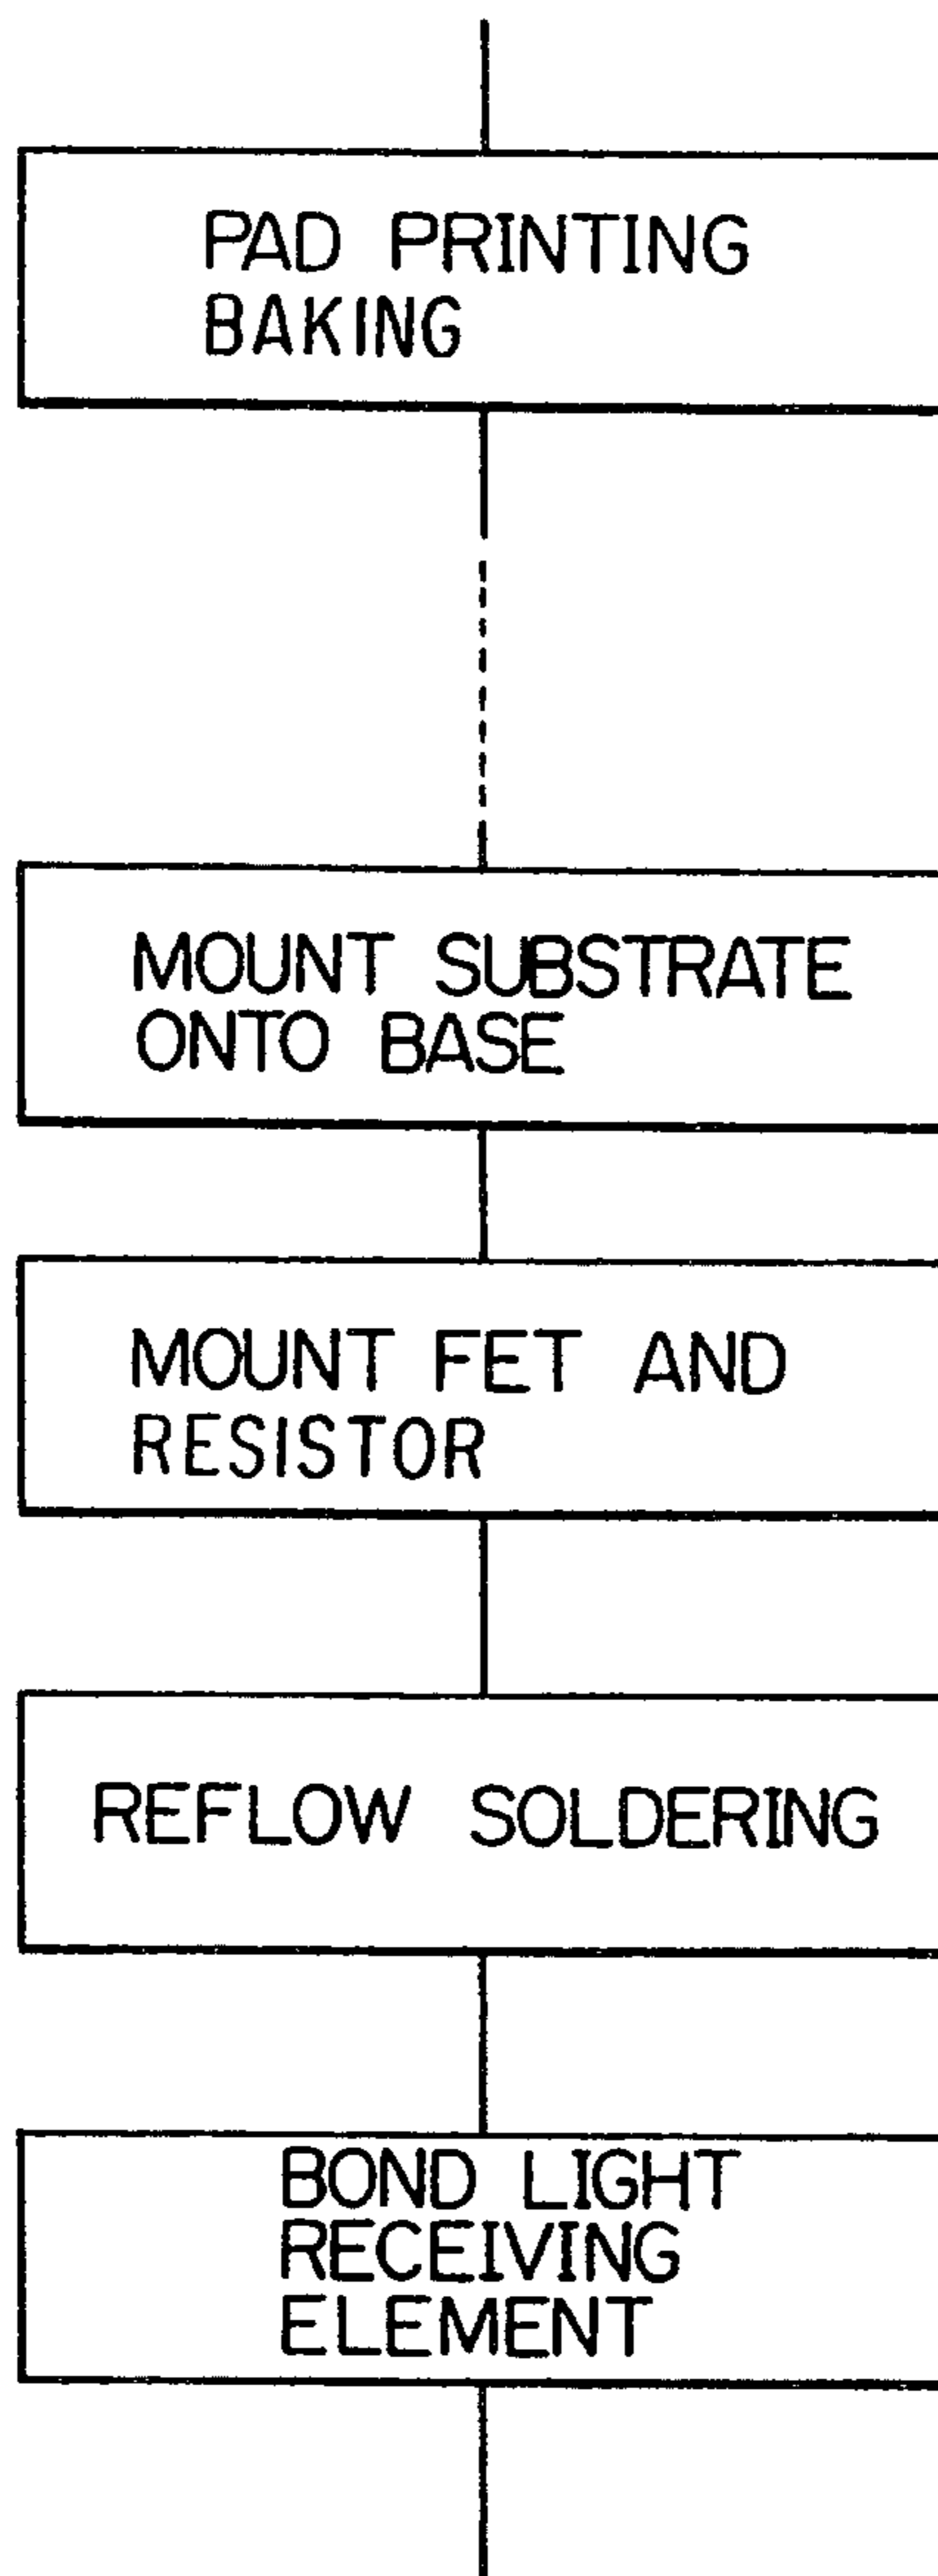 PAD PRINTING
BAKING
MOUNT SUBSTRATE
ONTO BASE
MOUNT FET AND
RESISTOR
REFLOW SOLDERING
BOND LIGHT
RECEIVING
ELEMENT